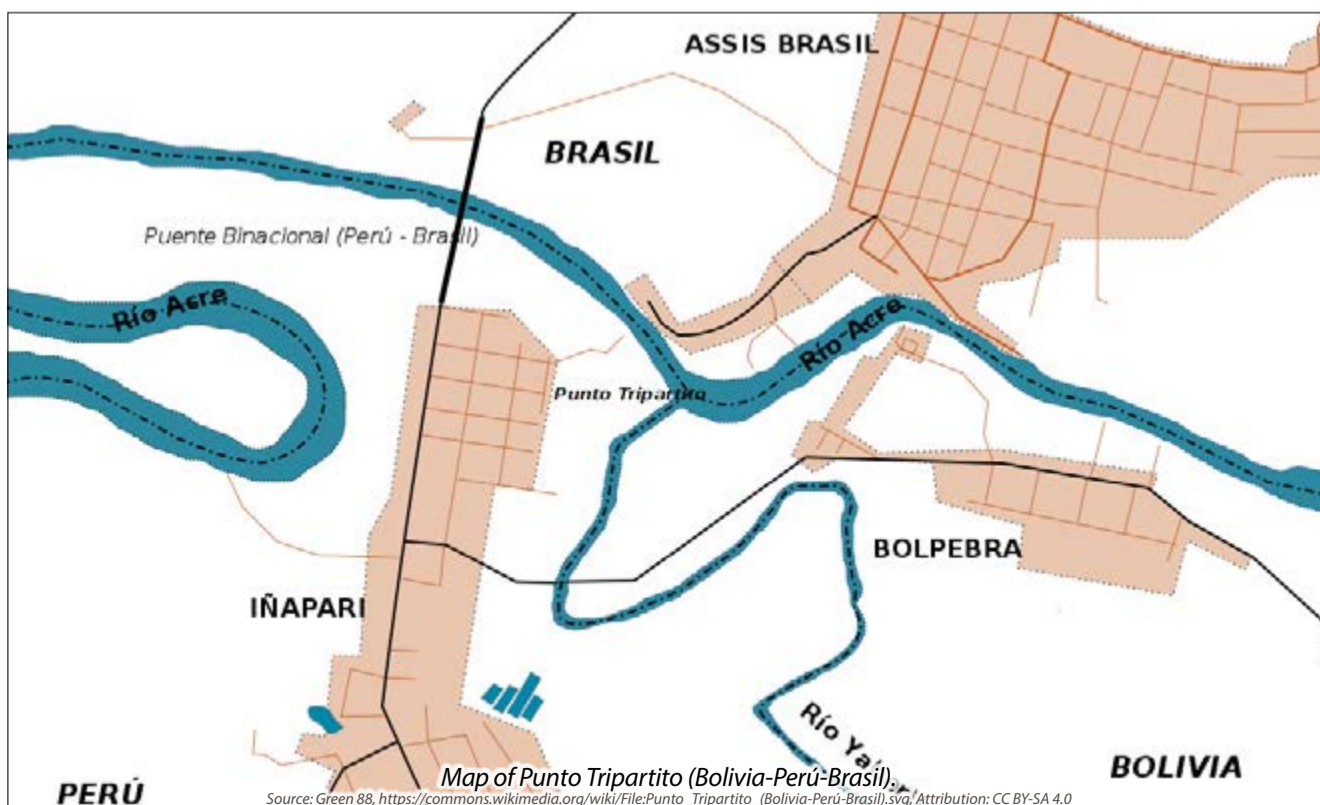 ASSIS BRASIL
BRASIL
Puente Binacional (Perú - Brasil)
Río Acre
Río Acre
Punto Tripartito
BOLPEBRA
IÑAPARI
Río
BOLIVIA
PERÚ
Map of Punto Tripartito (Bolivia-Perú-Brasil).
Source: Green 88, https://commons.wikimedia.org/wiki/File:Punto_Tripartito_(Bolivia-Perú-Brasil).svg, Attribution: CC BY-SA 4.0